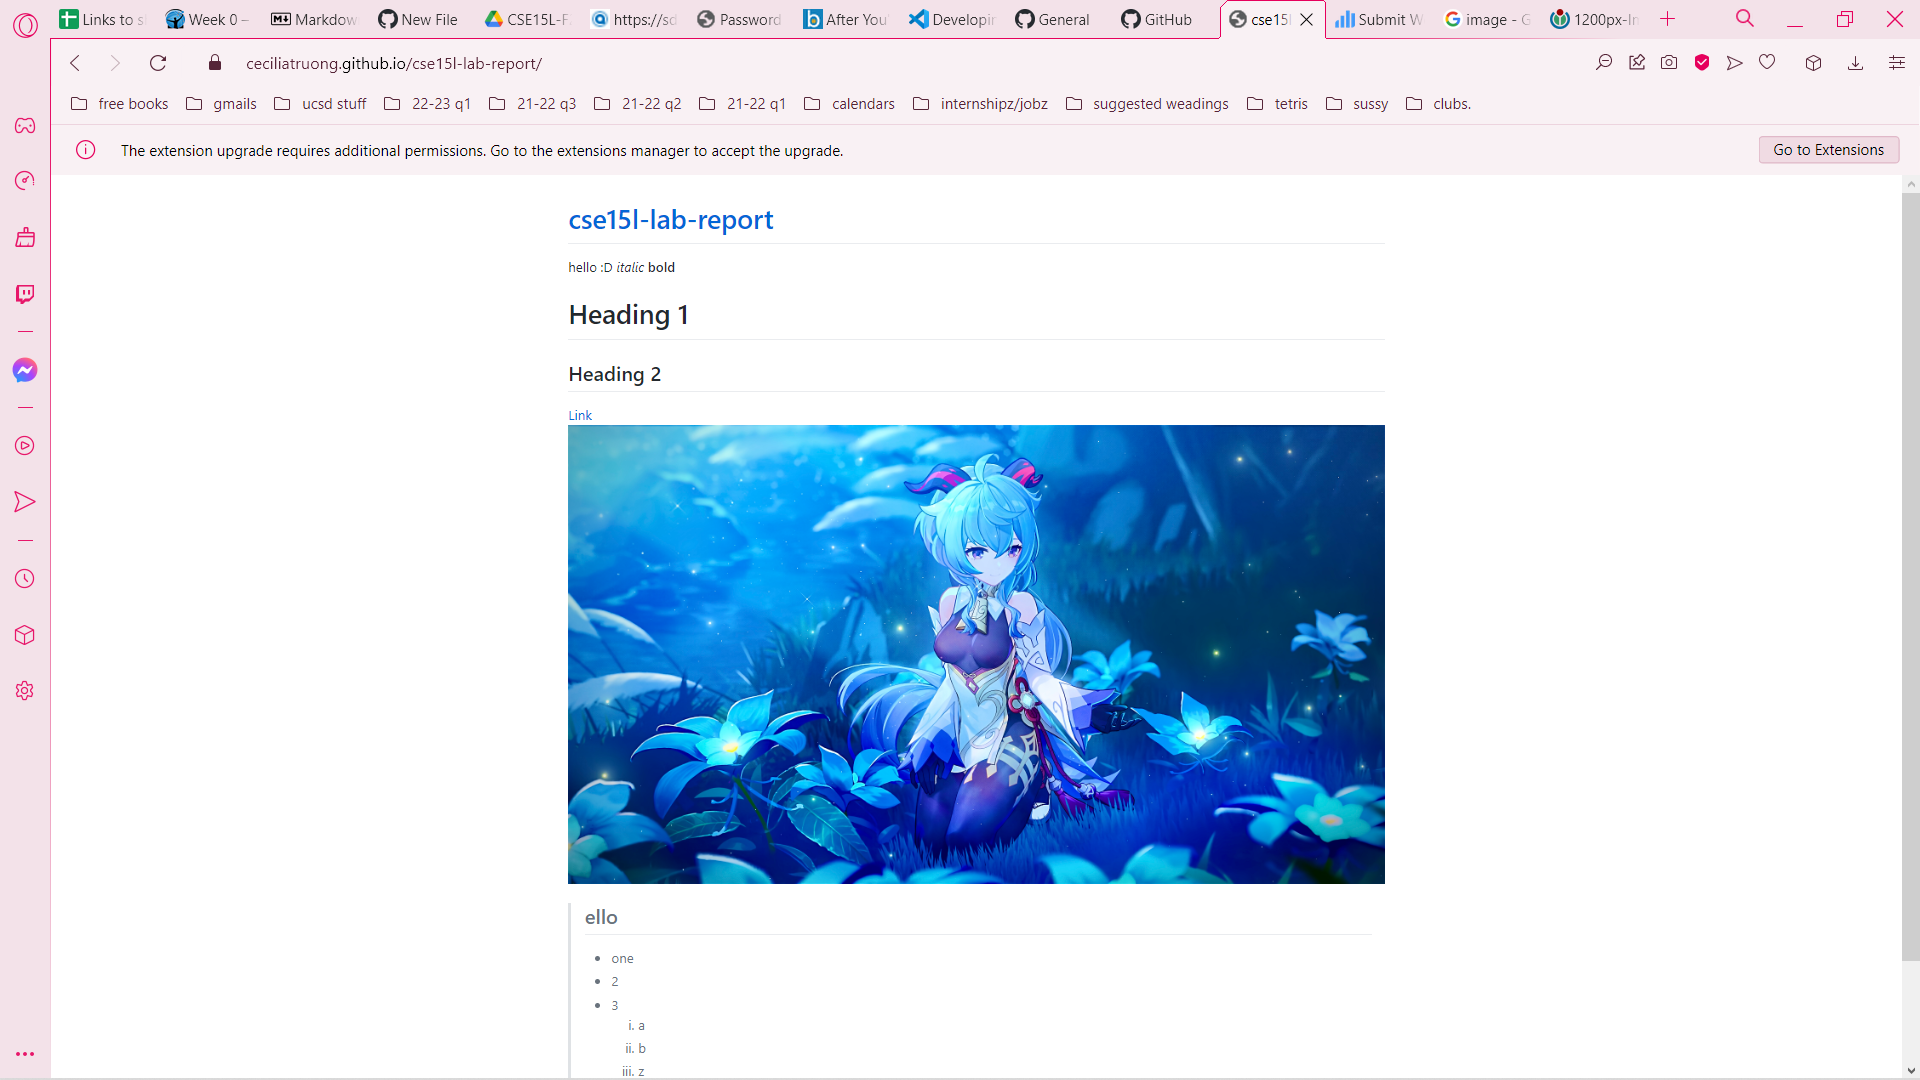 Links to s
Week 0 –
Markdow
New File
CSE15L-F
https://sd
Password
After You
Developin
General
GitHub
cse15l
Submit W
image - G
1200px-In
ceciliatruong.github.io/cse15l-lab-report/
free books
gmails
ucsd stuff
22-23 q1
21-22 q3
21-22 q2
21-22 q1
calendars
internshipz/jobz
suggested weadings
tetris
sussy
clubs.
The extension upgrade requires additional permissions. Go to the extensions manager to accept the upgrade.
Go to Extensions
cse15l-lab-report
hello :D italic bold
Heading 1
Heading 2
Link
ello
• one
• 2
• 3
i. a
ii. b
iii. z